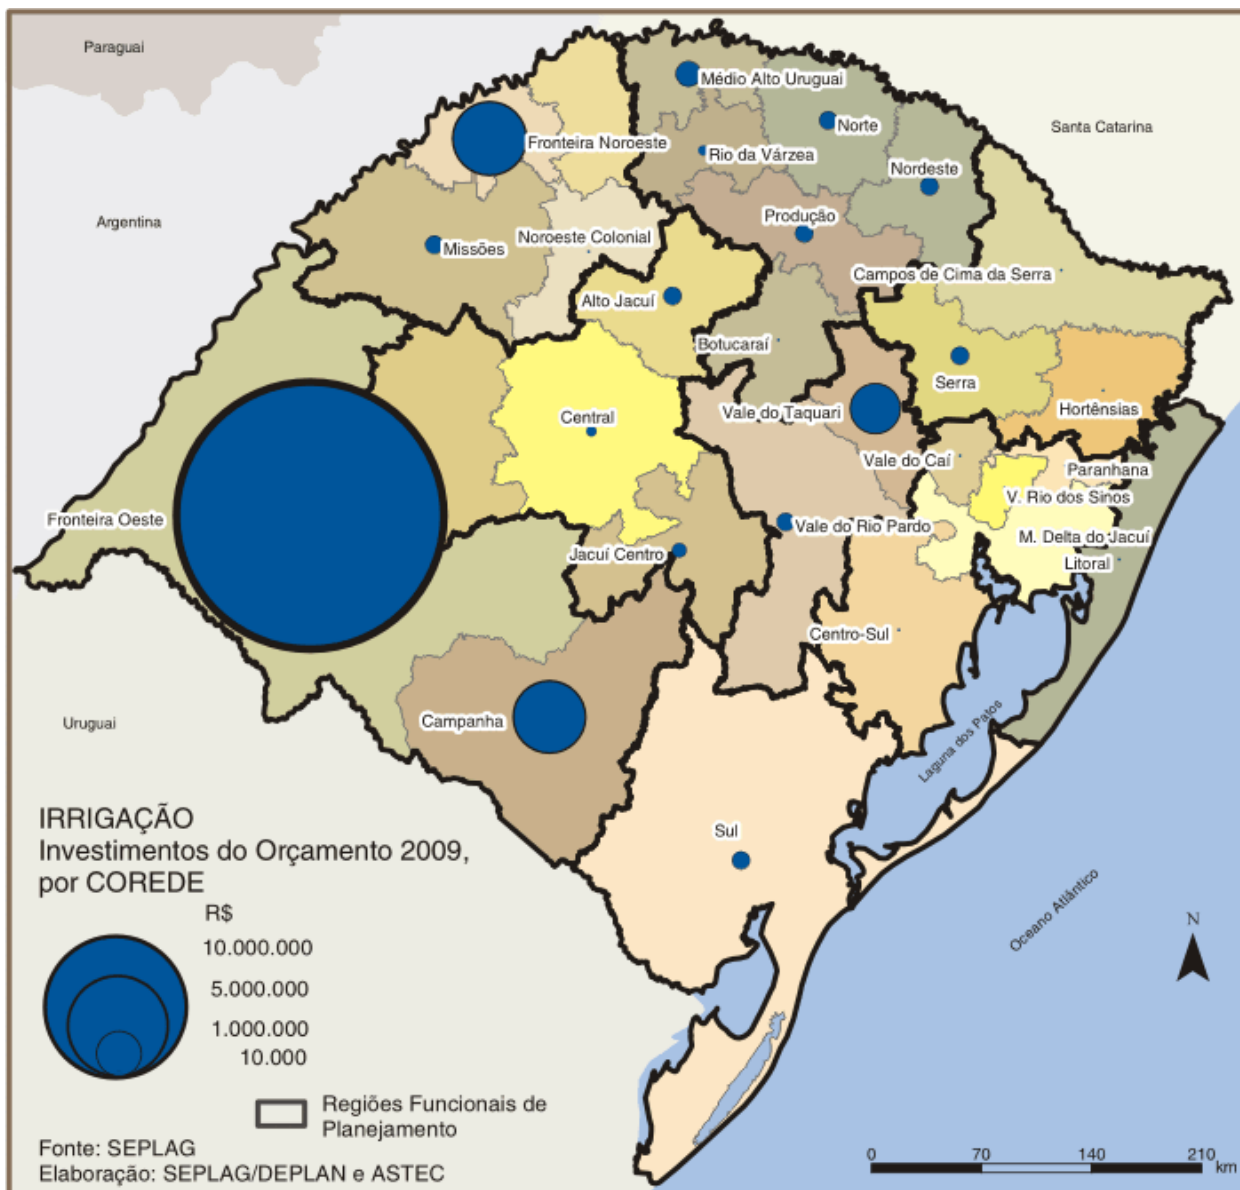 Paraguai
Médio Alto Uruguai
Norte
Santa Catarina
Fronteira Noroeste
Rio da Várzea
Nordeste
Argentina
Produção
Missões
Noroeste Colonial
Campos de Cima da Serra
Alto Jacuí
Botucaraí
Serra
Central
Vale do Taquari
Hortênsias
Vale do Caí
Paranhana
V. Rio dos Sinos
Fronteira Oeste
Vale do Rio Pardo
M. Delta do Jacuí
Jacuí Centro
Litoral
Centro-Sul
Uruguai
Campanha
Laguna dos Patos
Sul
Oceano Atlântico
N
IRRIGAÇÃO
Investimentos do Orçamento 2009,
por COREDE
R$
10.000.000
5.000.000
1.000.000
10.000
Regiões Funcionais de
Planejamento
Fonte: SEPLAG
Elaboração: SEPLAG/DEPLAN e ASTEC
0 70 140 210
km